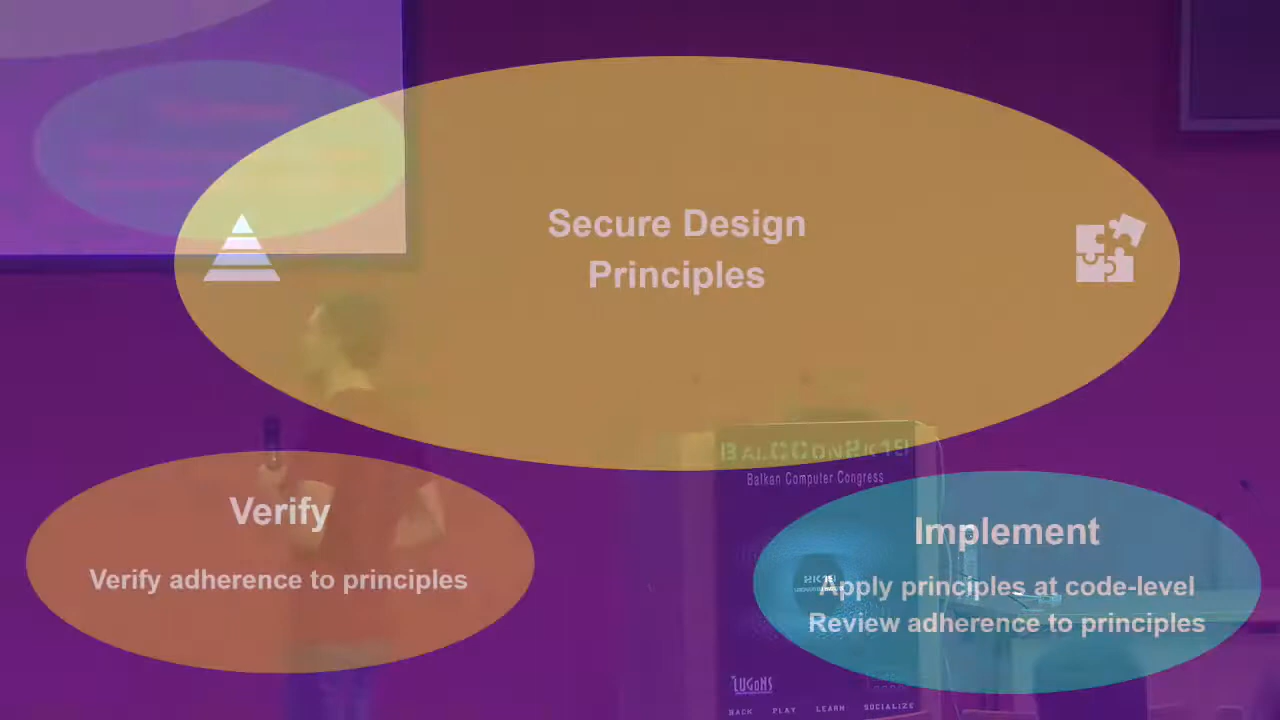 Secure Design
Principles
BALCCON2K19
Balkan Computer Congress
Verify
Verify adherence to principles
Implement
Apply principles at code-level
Review adherence to principles
2K19
LUGoNS
HACK PLAY LEARN SOCIALIZE